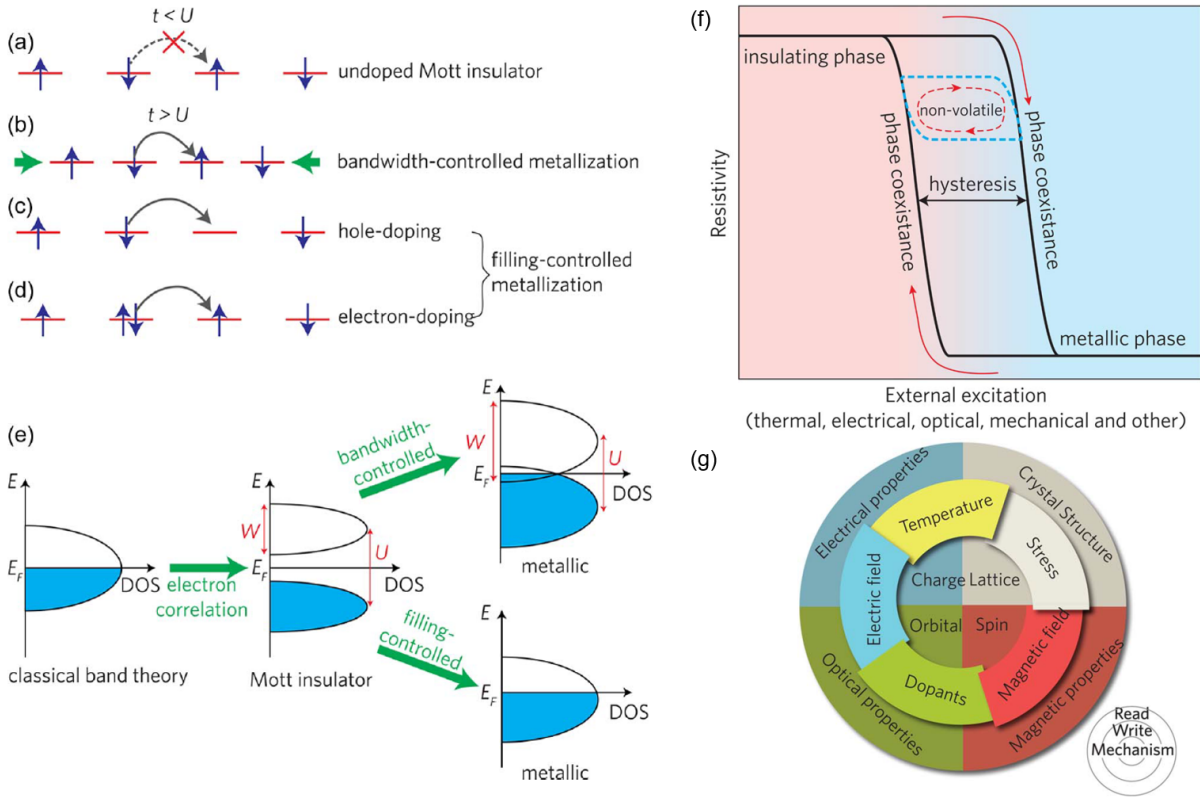 (a)
t < U
undoped Mott insulator
(b)
t > U
bandwidth-controlled metallization
(c)
hole-doping
(d)
electron-doping
filling-controlled
metallization
(e)
E
E_F
DOS
classical band theory
electron
correlation
E
W
E_F
DOS
U
Mott insulator
bandwidth-
controlled
E
W
E_F
U
DOS
metallic
filling-
controlled
E
E_F
DOS
metallic
(f)
Resistivity
insulating phase
non-volatile
hysteresis
phase coexistance
phase coexistance
metallic phase
External excitation
(thermal, electrical, optical, mechanical and other)
(g)
Electrical properties
Crystal Structure
Temperature
Stress
Electric field
Charge
Lattice
Orbital
Spin
Magnetic field
Dopants
Optical properties
Magnetic properties
Read
Write
Mechanism